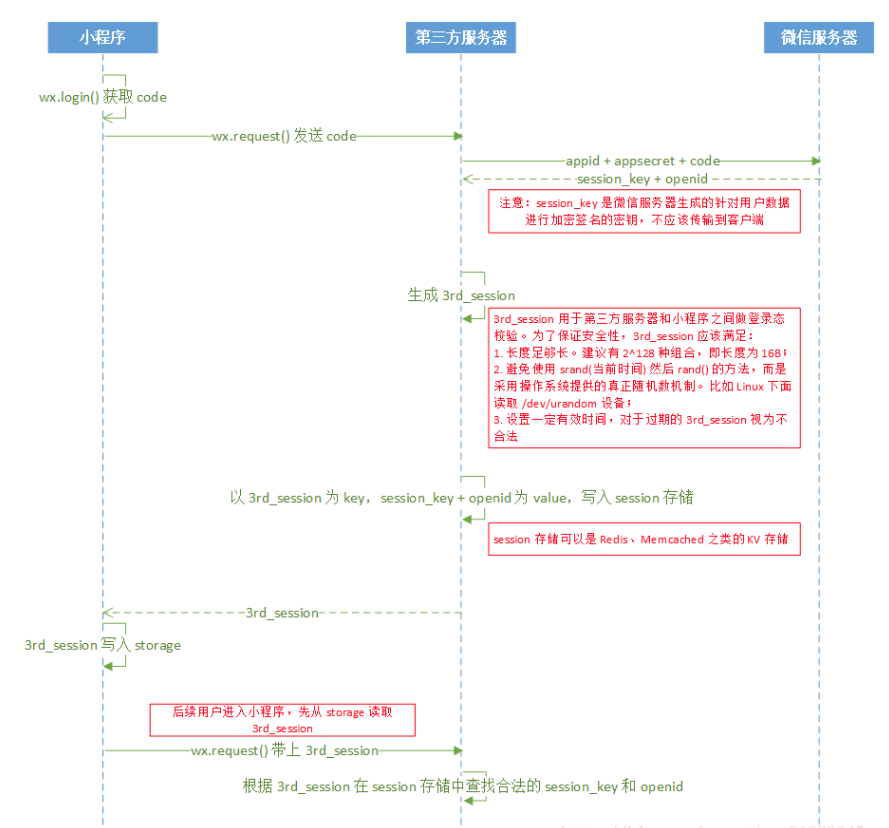 小程序
第三方服务器
微信服务器
wx.login() 获取 code
wx.request() 发送 code
appid + appsecret + code
session_key + openid
注意：session_key 是微信服务器生成的针对用户数据
进行加密签名的密钥，不应该传输到客户端
生成 3rd_session
3rd_session 用于第三方服务器和小程序之间做登录态
校验。为了保证安全性，3rd_session 应该满足：
1. 长度足够长。建议有 2^128 种组合，即长度为 16B；
2. 避免使用 srand(当前时间) 然后 rand() 的方法，而是
采用操作系统提供的真正随机数机制。比如 Linux 下面
读取 /dev/urandom 设备；
3. 设置一定有效时间，对于过期的 3rd_session 视为不
合法
以 3rd_session 为 key，session_key + openid 为 value，写入 session 存储
session 存储可以是 Redis、Memcached 之类的 KV 存储
3rd_session
3rd_session 写入 storage
后续用户进入小程序，先从 storage 读取
3rd_session
wx.request() 带上 3rd_session
根据 3rd_session 在 session 存储中查找合法的 session_key 和 openid